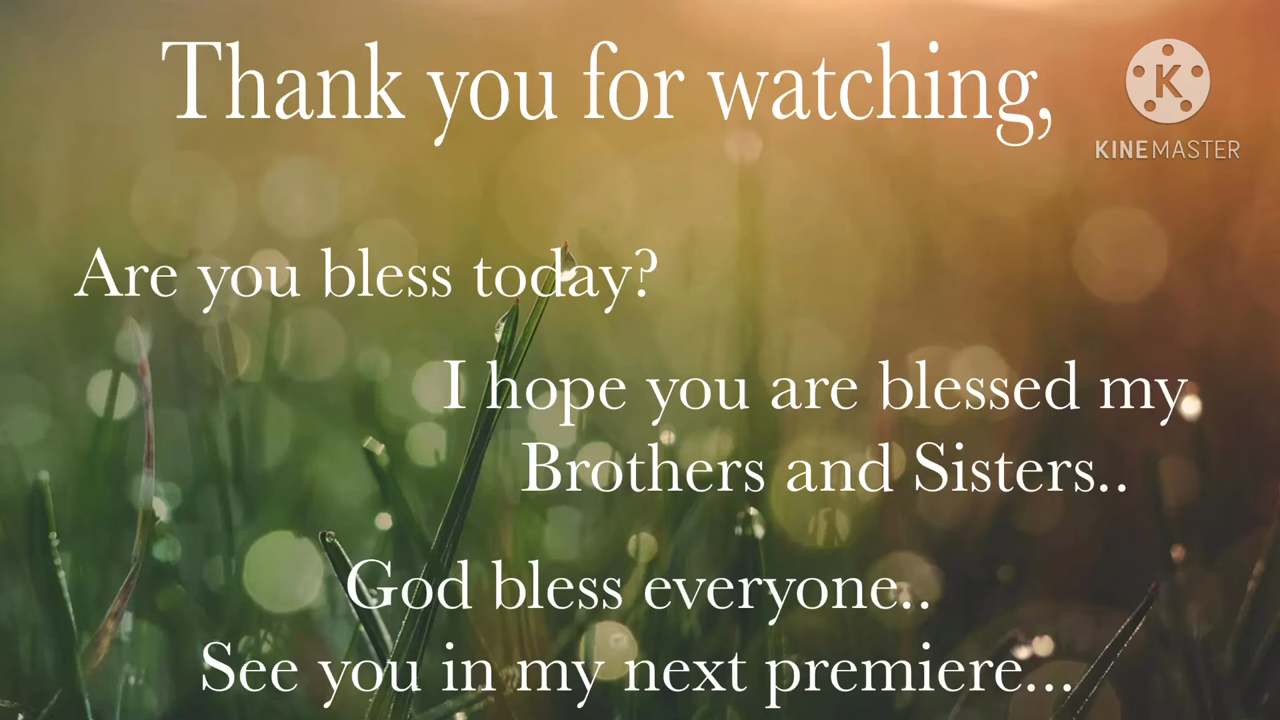 Thank you for watching,
K
KINEMASTER
Are you bless today?
I hope you are blessed my
Brothers and Sisters..
God bless everyone..
See you in my next premiere...